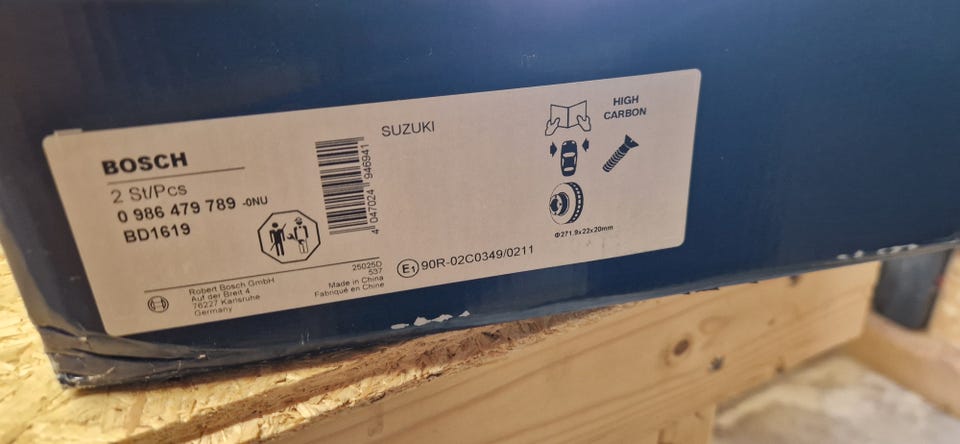 BOSCH
2 St/Pcs
0 986 479 789 -0NU
BD1619
SUZUKI
4 047024 946941
HIGH
CARBON
Φ271.9x22x20mm
E1 90R-02C0349/0211
25025D
537
Made in China
Fabriqué en Chine
Robert Bosch GmbH
Auf der Breit 4
76227 Karlsruhe
Germany